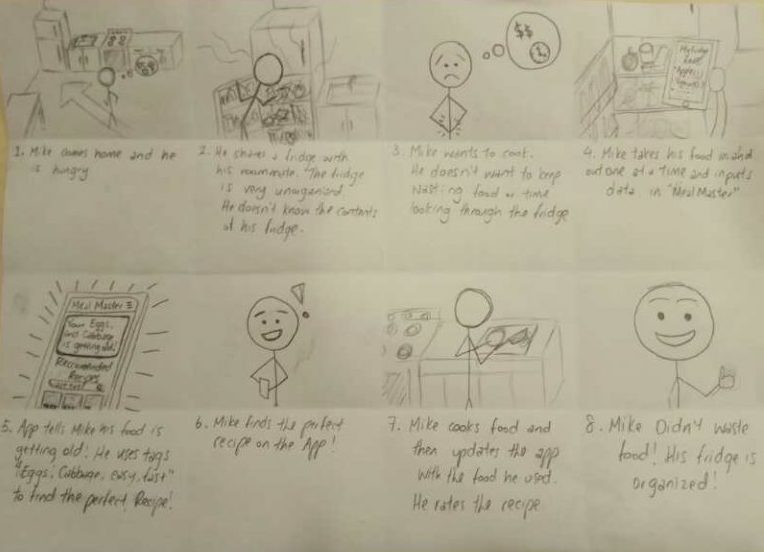 $$
My Fridge
1. Mike comes home and he
is hungry
2. He shares a fridge with
his roommate. The fridge
is very unorganized.
He doesn't know the contents
of his fridge.
3. Mike wants to cook.
He doesn't want to keep
wasting food or time
looking through the fridge
4. Mike takes his food in and
out one at a time and inputs
data in "Meal Master"
Meal Master
Your Eggs,
and Cabbage
is getting old!
Recommended
Recipes
5. App tells Mike his food is
getting old! He uses tags
"Eggs, Cabbage, easy, fast"
to find the perfect Recipe!
!
6. Mike finds the perfect
recipe on the App!
7. Mike cooks food and
then updates the app
with the food he used.
He rates the recipe
8. Mike Didn't waste
food! His fridge is
organized!